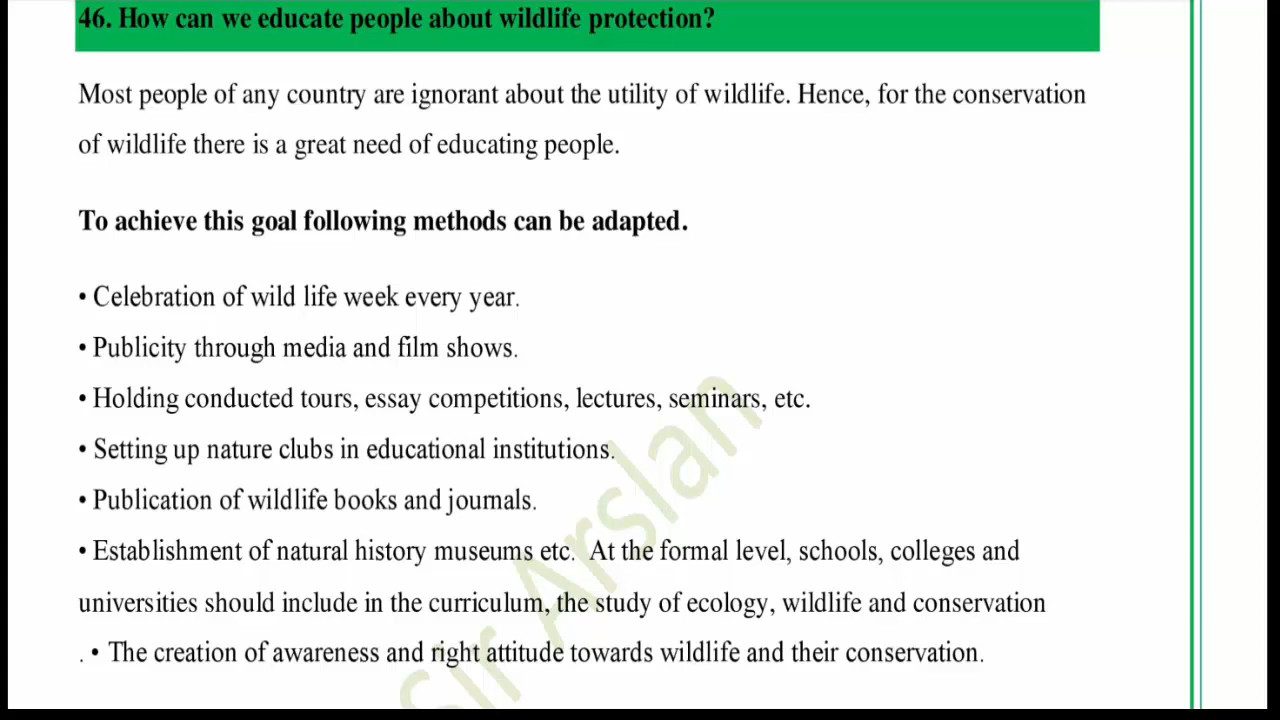 46. How can we educate people about wildlife protection?
Most people of any country are ignorant about the utility of wildlife. Hence, for the conservation
of wildlife there is a great need of educating people.
To achieve this goal following methods can be adapted.
• Celebration of wild life week every year.
• Publicity through media and film shows.
• Holding conducted tours, essay competitions, lectures, seminars, etc.
• Setting up nature clubs in educational institutions.
• Publication of wildlife books and journals.
• Establishment of natural history museums etc.  At the formal level, schools, colleges and
universities should include in the curriculum, the study of ecology, wildlife and conservation
. • The creation of awareness and right attitude towards wildlife and their conservation.
Sir Arslan